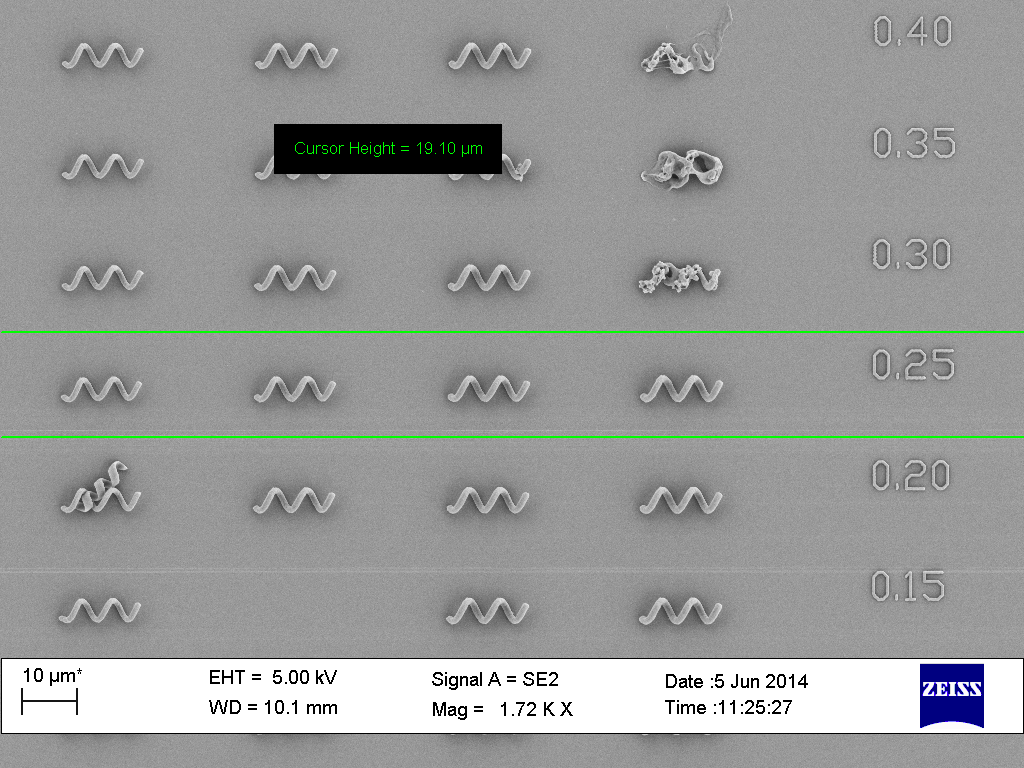 0.40
0.35
Cursor Height = 19.10 µm
0.30
0.25
0.20
0.15
10 µm*
EHT = 5.00 kV
Signal A = SE2
Date :5 Jun 2014
WD = 10.1 mm
Mag = 1.72 K X
Time :11:25:27
ZEISS